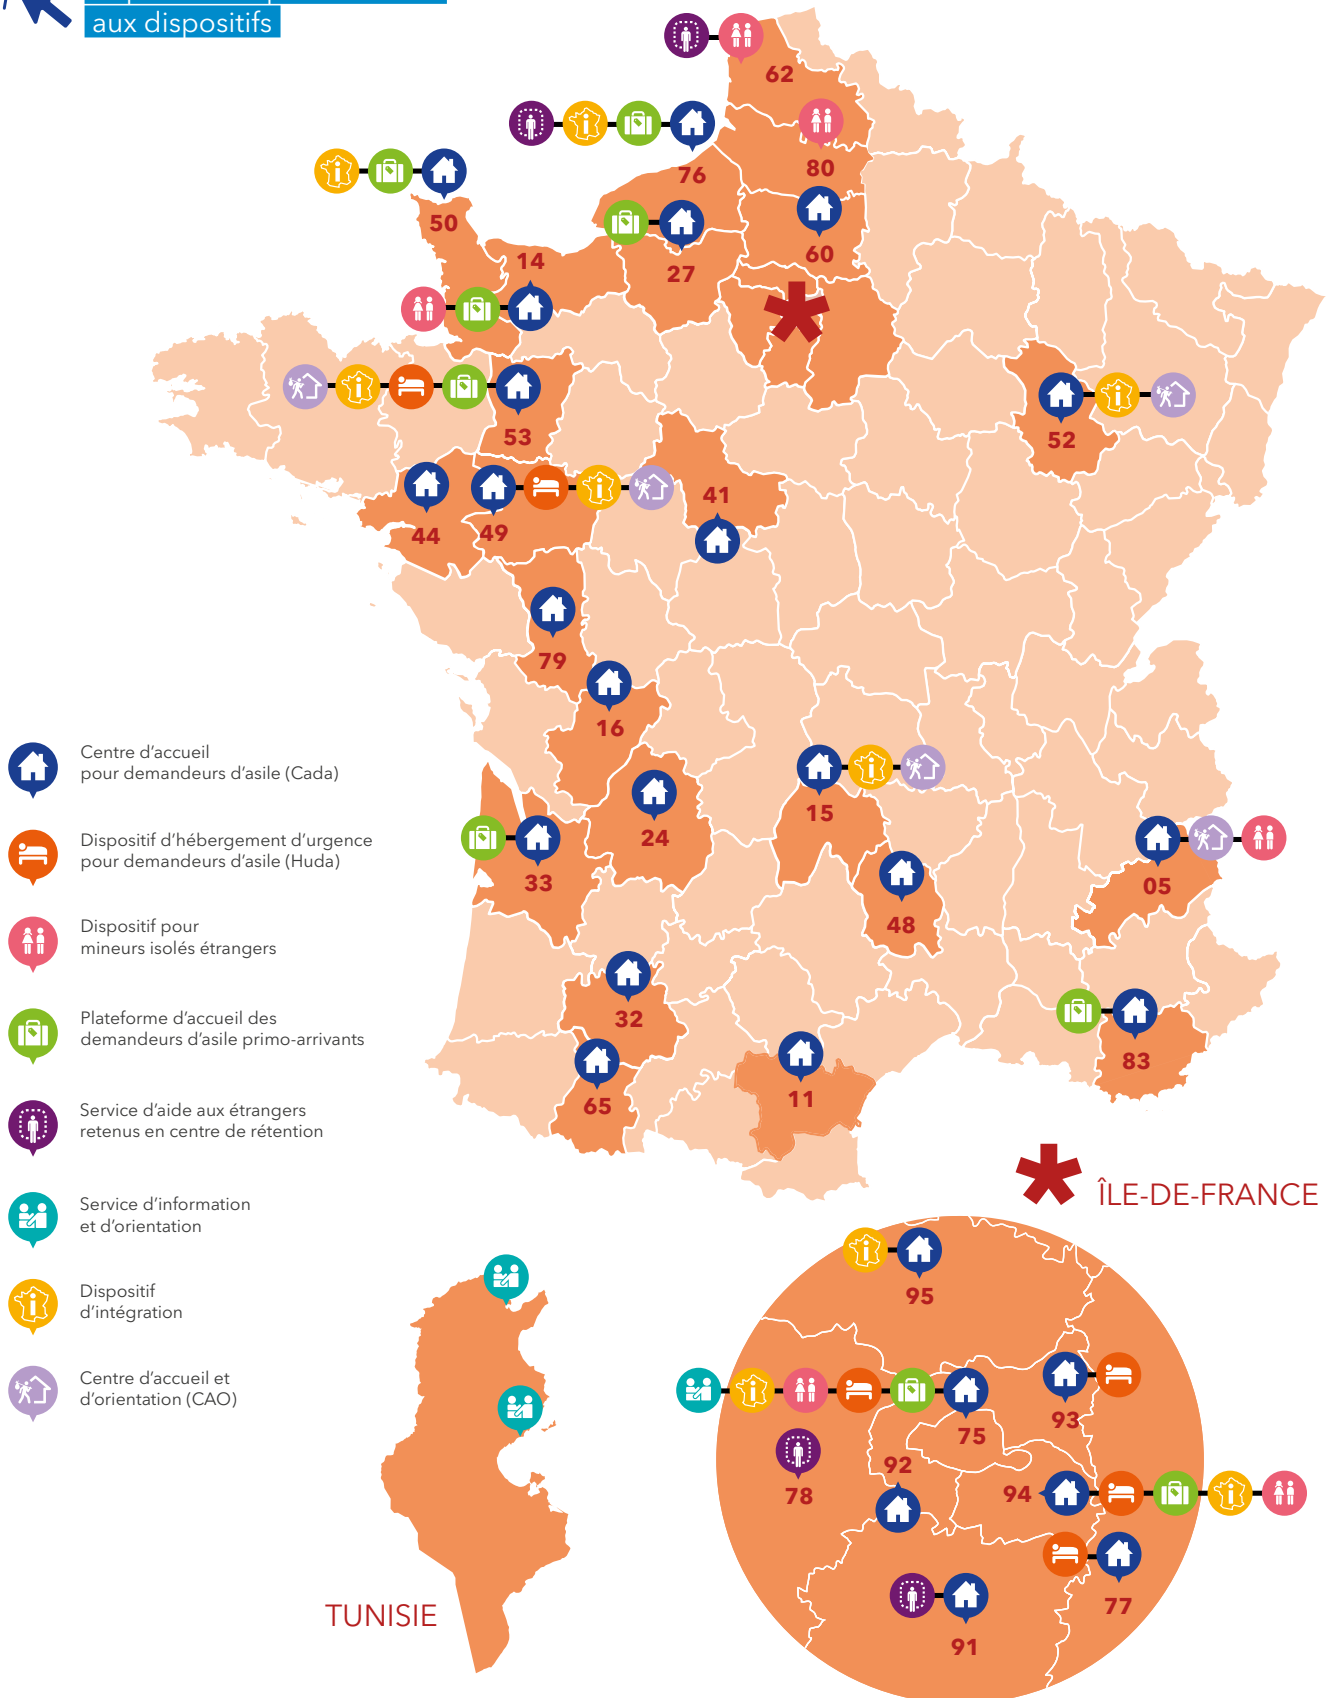 aux dispositifs
62
76
80
50
14
27
60
53
52
41
44
49
79
16
Centre d'accueil
pour demandeurs d'asile (Cada)
15
24
Dispositif d'hébergement d'urgence
pour demandeurs d'asile (Huda)
33
05
48
Dispositif pour
mineurs isolés étrangers
32
Plateforme d'accueil des
demandeurs d'asile primo-arrivants
83
65
11
Service d'aide aux étrangers
retenus en centre de rétention
ÎLE-DE-FRANCE
Service d'information
et d'orientation
Dispositif
d'intégration
95
Centre d'accueil et
d'orientation (CAO)
93
75
92
78
94
77
TUNISIE
91